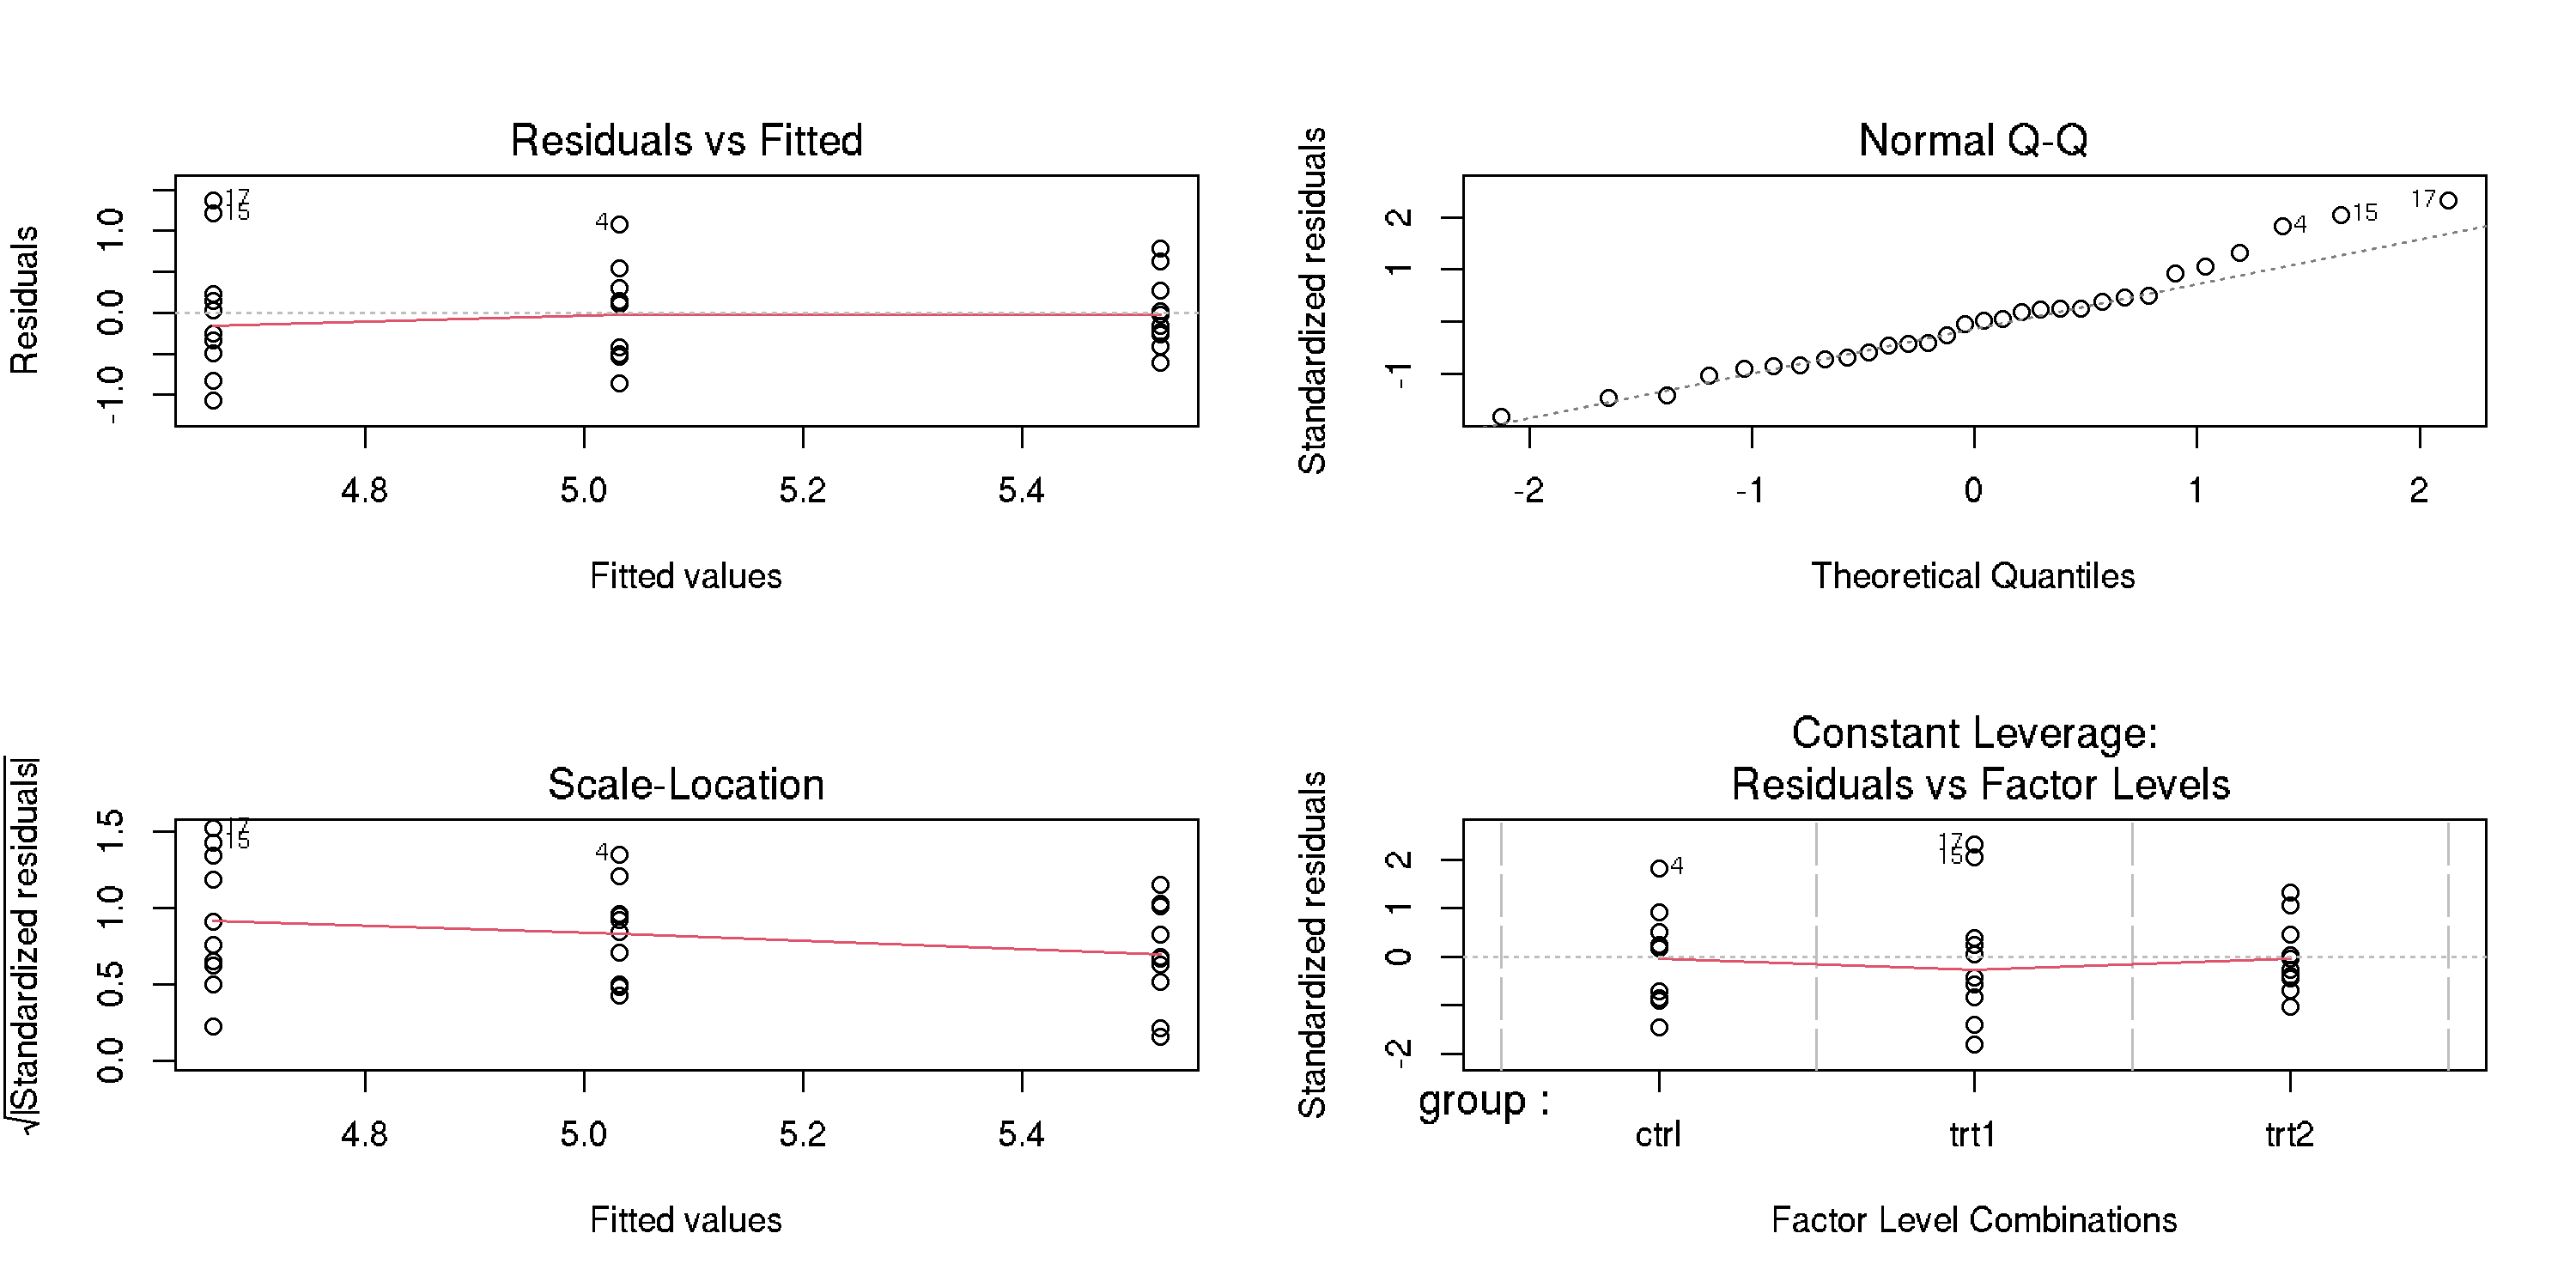 Residuals vs Fitted
Residuals
1.0
0.0
-1.0
17
15
4
4.8 5.0 5.2 5.4
Fitted values
Normal Q-Q
Standardized residuals
2
1
-1
4
15
17
-2 -1 0 1 2
Theoretical Quantiles
Scale-Location
√|Standardized residuals|
1.5
1.0
0.5
0.0
17
15
4
4.8 5.0 5.2 5.4
Fitted values
Constant Leverage:
Residuals vs Factor Levels
Standardized residuals
2
1
0
-2
4
17
15
group :
ctrl trt1 trt2
Factor Level Combinations